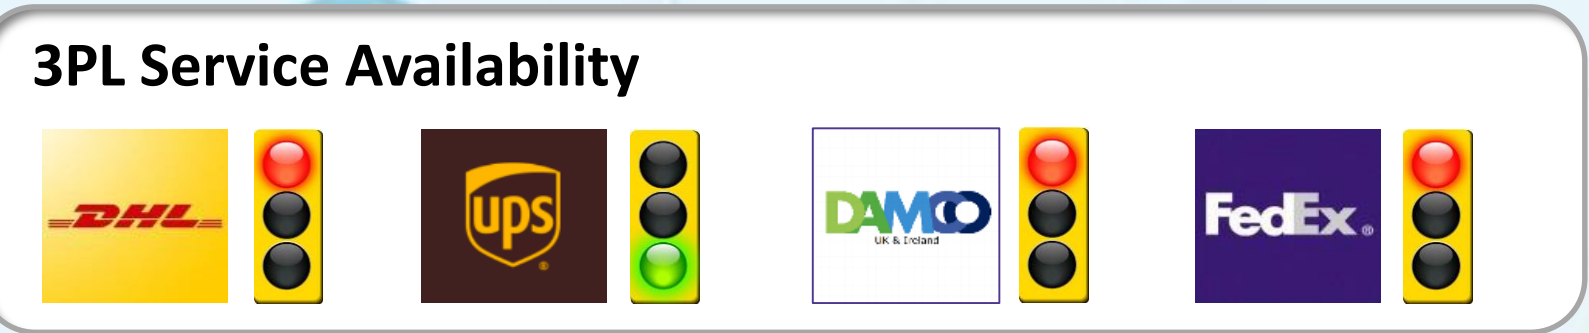 3PL Service Availability
DHL
ups
®
DAMCO
UK & Ireland
FedEx ®